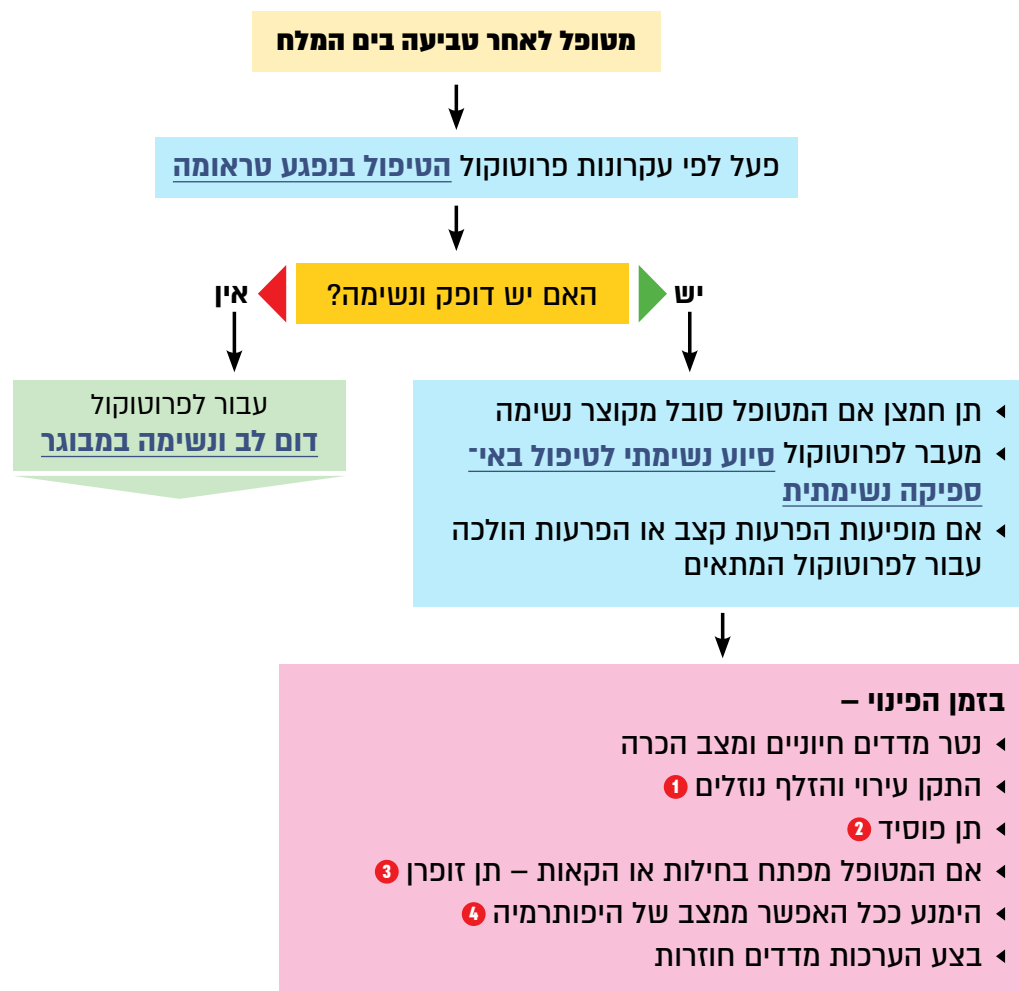 מטופל לאחר טביעה בים המלח
פעל לפי עקרונות פרוטוקול הטיפול בנפגע טראומה
האם יש דופק ונשימה?
יש
אין
תן חמצן אם המטופל סובל מקוצר נשימה
מעבר לפרוטוקול סיוע נשימתי לטיפול באי־
ספיקה נשימתית
אם מופיעות הפרעות קצב או הפרעות הולכה
עבור לפרוטוקול המתאים
עבור לפרוטוקול
דום לב ונשימה במבוגר
בזמן הפינוי –
נטר מדדים חיוניים ומצב הכרה
התקן עירוי והזלף נוזלים 1
תן פוסיד 2
אם המטופל מפתח בחילות או הקאות – תן זופרן 3
הימנע ככל האפשר ממצב של היפותרמיה 4
בצע הערכות מדדים חוזרות